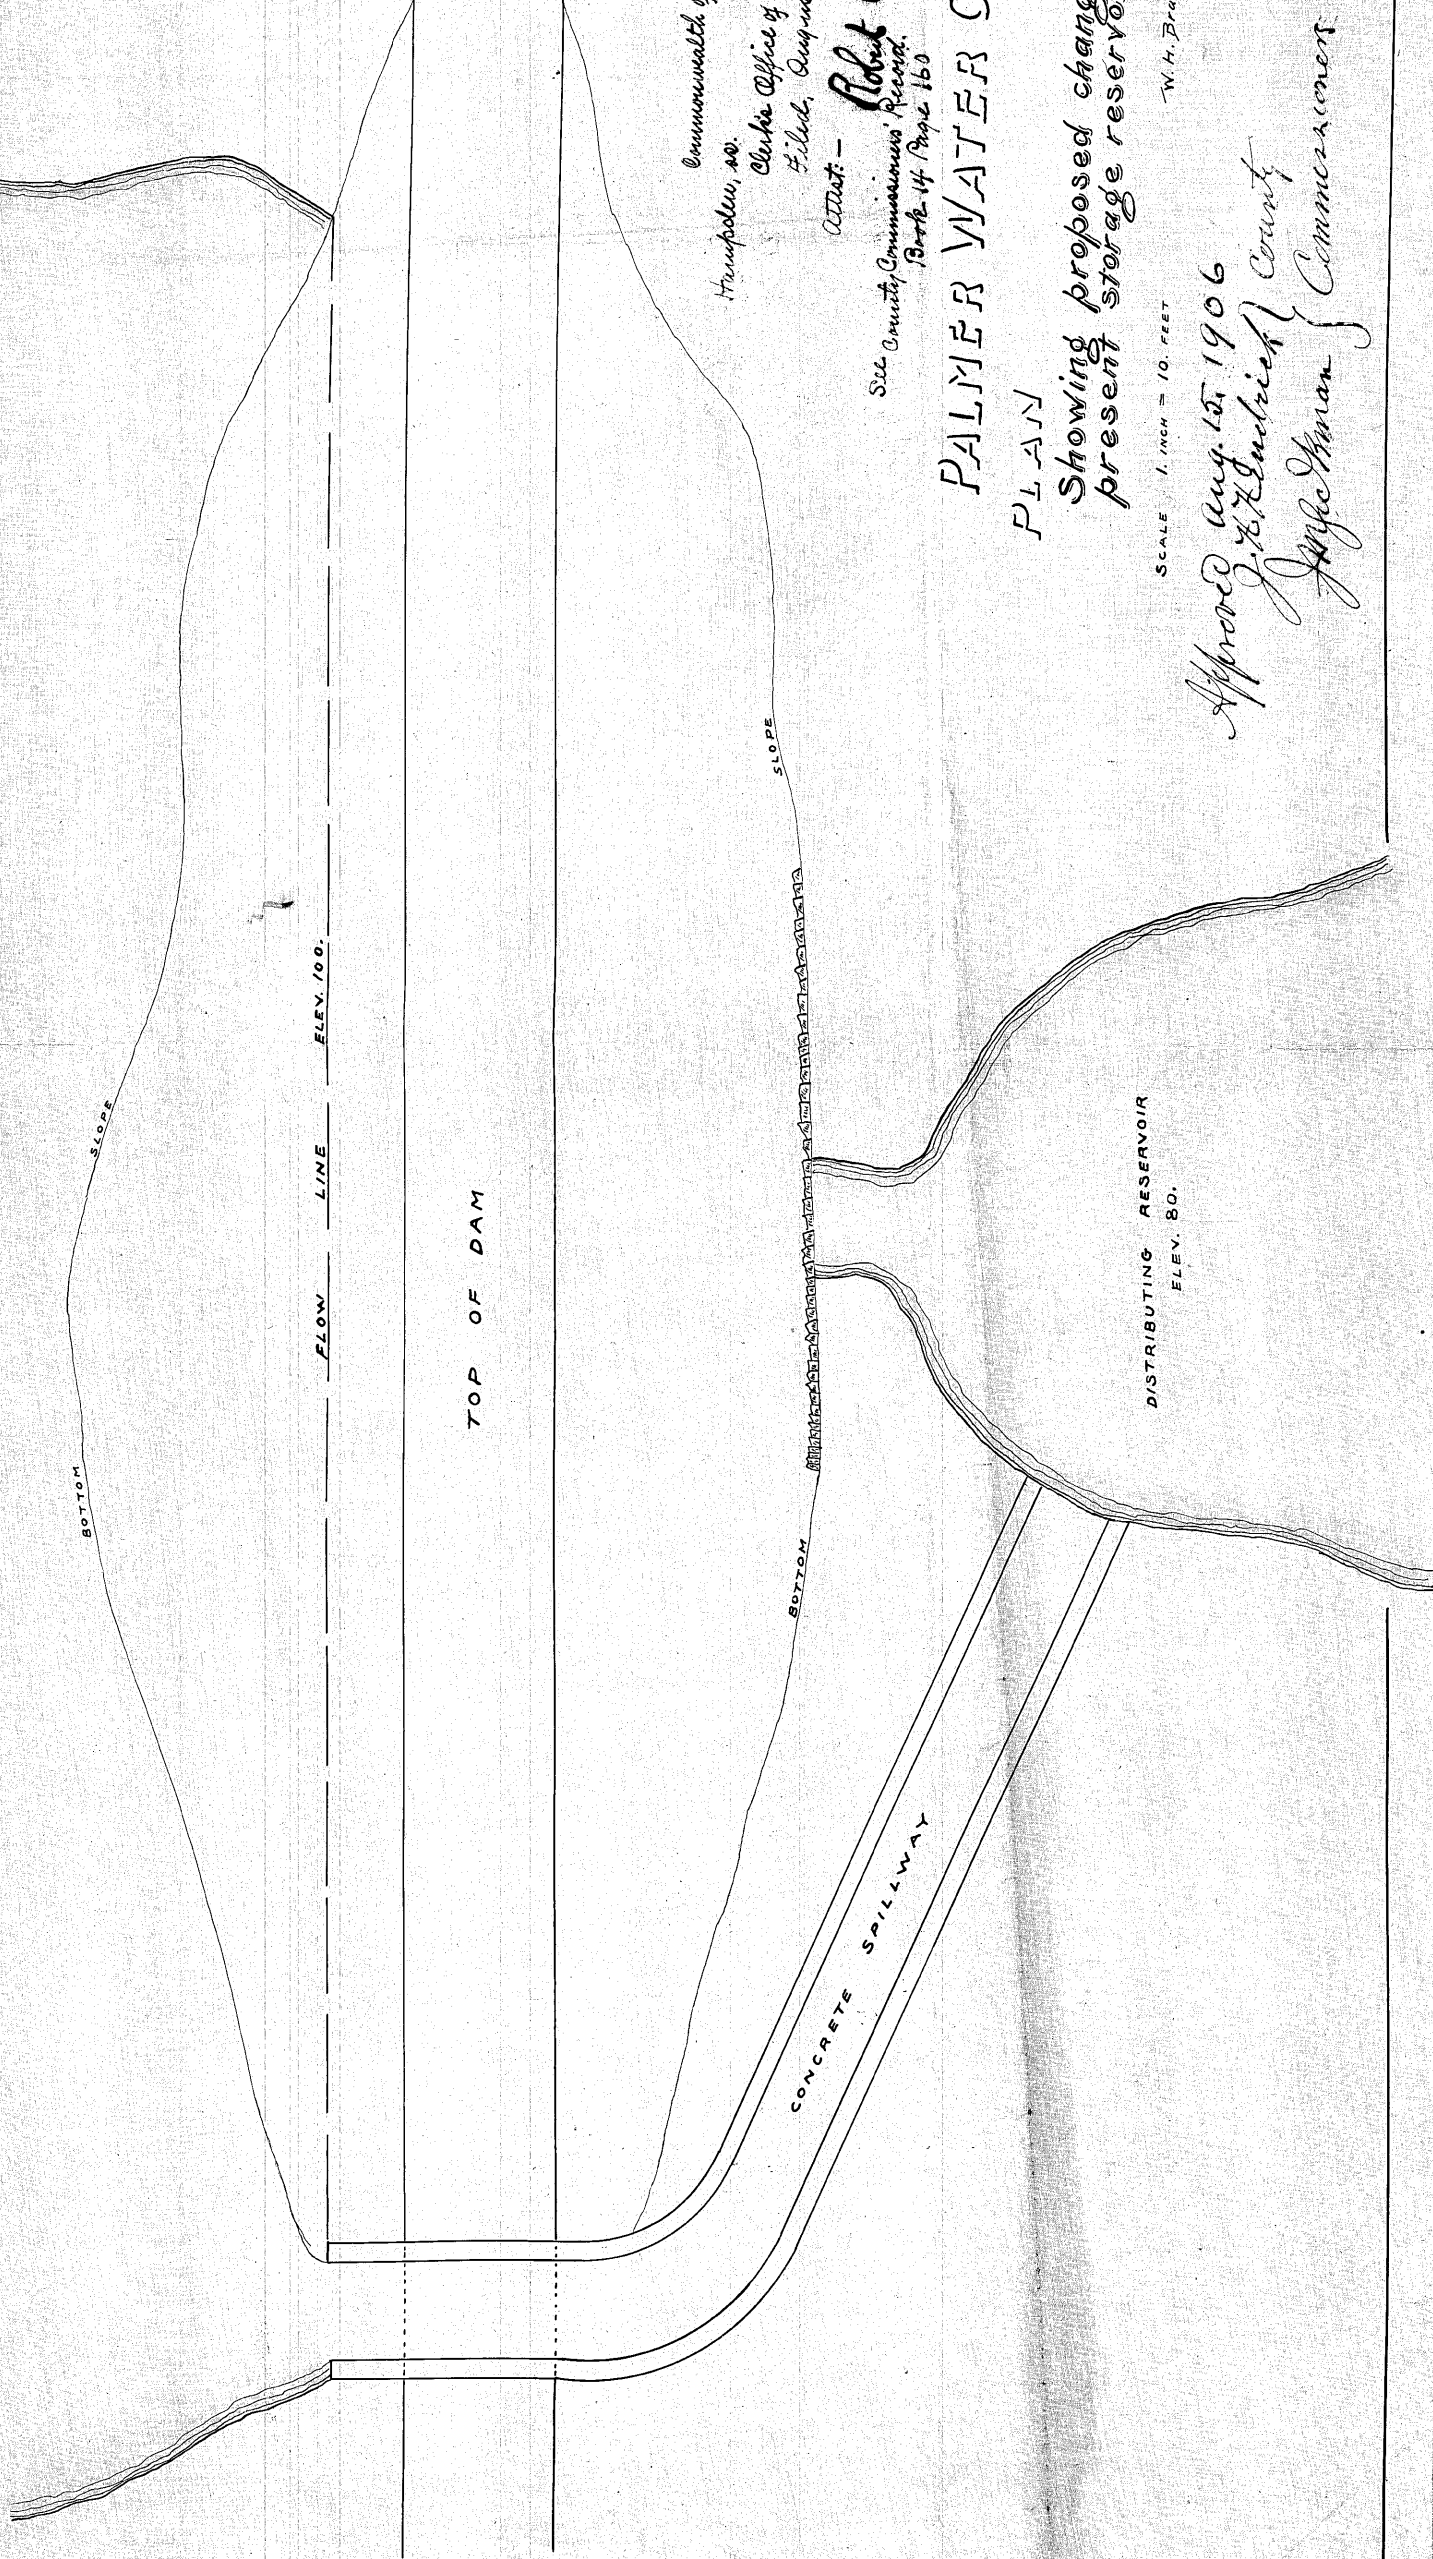 Commonwealth
Hampden, ss.
Clerk's Office of
Filed, August
Attest:— Robert
See County Commissioners' Record.
Book 14 Page 160
PALMER WATER C
PLAN
Showing proposed chang
present storage reservo
SCALE 1. INCH = 10. FEET
W. H. Bra
Approved Aug. 15, 1906
County
Commissioners
SLOPE
BOTTOM
FLOW LINE ELEV. 100.
TOP OF DAM
SLOPE
BOTTOM
DISTRIBUTING RESERVOIR
ELEV. 80.
CONCRETE SPILLWAY